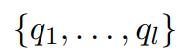 {q₁, . . . , qₗ}